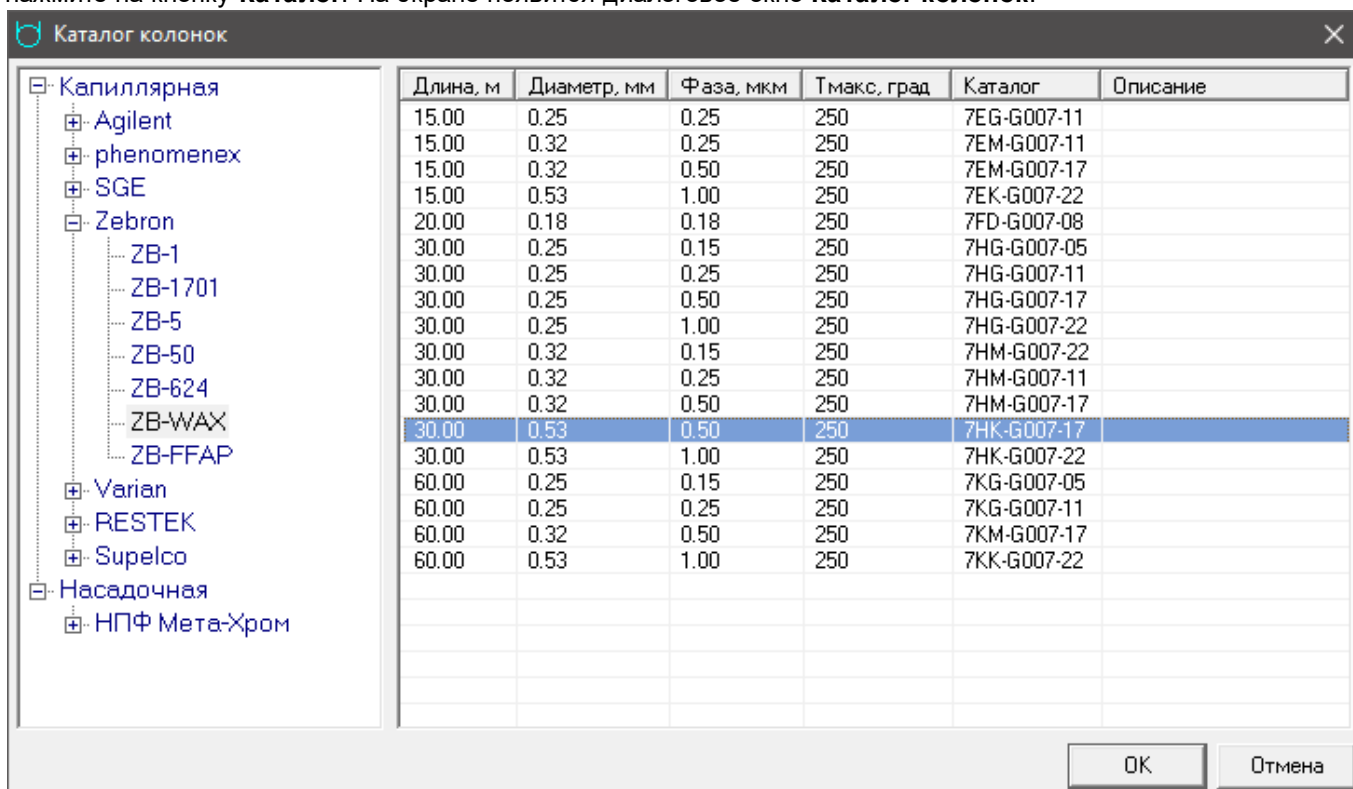 нажмите на кнопку Каталог. На экране появится диалоговое окно Каталог колонок.
Каталог колонок
Капиллярная
Agilent
phenomenex
SGE
Zebron
ZB-1
ZB-1701
ZB-5
ZB-50
ZB-624
ZB-WAX
ZB-FFAP
Varian
RESTEK
Supelco
Насадочная
НПФ Мета-Хром
Длина, м Диаметр, мм Фаза, мкм Тмакс, град Каталог Описание
15.00 0.25 0.25 250 7EG-G007-11
15.00 0.32 0.25 250 7EM-G007-11
15.00 0.32 0.50 250 7EM-G007-17
15.00 0.53 1.00 250 7EK-G007-22
20.00 0.18 0.18 250 7FD-G007-08
30.00 0.25 0.15 250 7HG-G007-05
30.00 0.25 0.25 250 7HG-G007-11
30.00 0.25 0.50 250 7HG-G007-17
30.00 0.25 1.00 250 7HG-G007-22
30.00 0.32 0.15 250 7HM-G007-22
30.00 0.32 0.25 250 7HM-G007-11
30.00 0.32 0.50 250 7HM-G007-17
30.00 0.53 0.50 250 7HK-G007-17
30.00 0.53 1.00 250 7HK-G007-22
60.00 0.25 0.15 250 7KG-G007-05
60.00 0.25 0.25 250 7KG-G007-11
60.00 0.32 0.50 250 7KM-G007-17
60.00 0.53 1.00 250 7KK-G007-22
OK Отмена